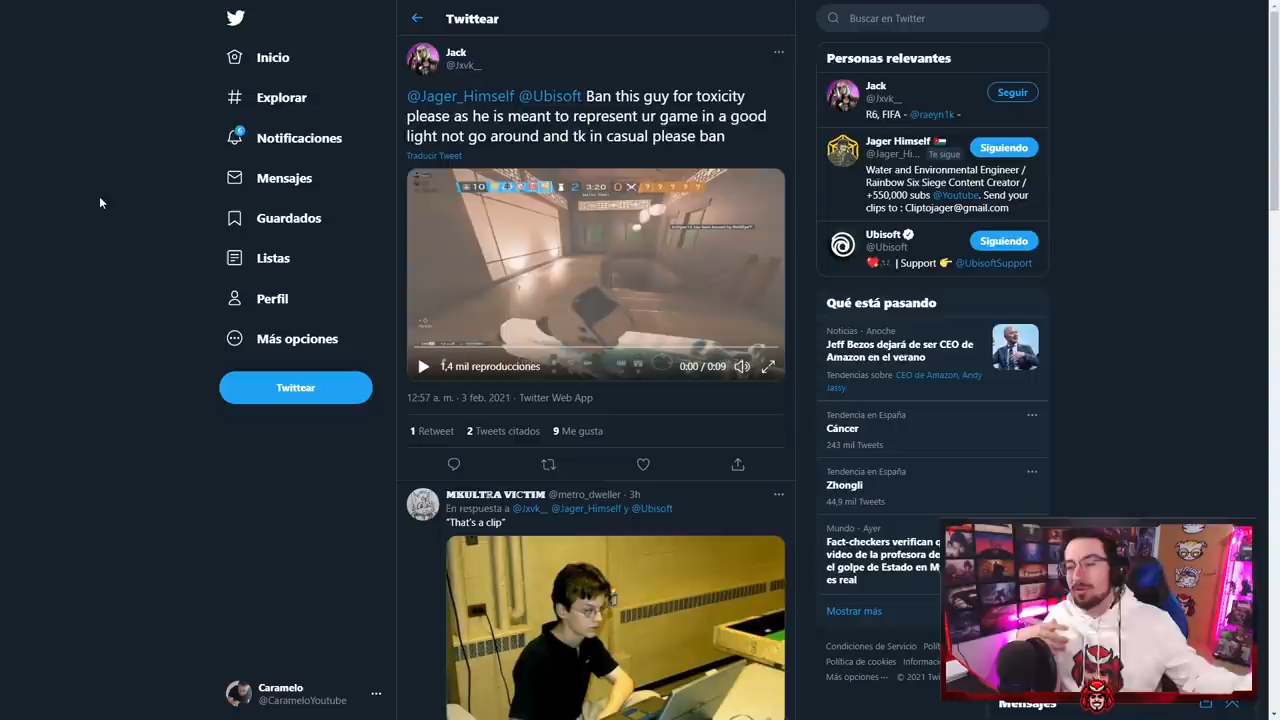 Inicio
Explorar
6
Notificaciones
Mensajes
Guardados
Listas
Perfil
Más opciones
Twittear
Caramelo
@CarameloYoutube
Twittear
Jack
@Jxvk__
@Jager_Himself @Ubisoft Ban this guy for toxicity
please as he is meant to represent ur game in a good
light not go around and tk in casual please ban
Traducir Tweet
10
2 3:20 0
? ? ? ? ?
1,4 mil reproducciones
0:00 / 0:09
12:57 a. m. · 3 feb. 2021 · Twitter Web App
1 Retweet 2 Tweets citados 9 Me gusta
MKULTRA VICTIM @metro_dweller · 3h
En respuesta a @Jxvk__ @Jager_Himself y @Ubisoft
"That's a clip"
Buscar en Twitter
Personas relevantes
Jack
@Jxvk__
Seguir
R6, FIFA - @raeyn1k -
Jager Himself
@Jager_Hi... Te sigue
Siguiendo
Water and Environmental Engineer /
Rainbow Six Siege Content Creator /
+550,000 subs @Youtube. Send your
clips to : Cliptojager@gmail.com
Ubisoft
@Ubisoft
Siguiendo
| Support @UbisoftSupport
Qué está pasando
Noticias · Anoche
Jeff Bezos dejará de ser CEO de
Amazon en el verano
Tendencias sobre CEO de Amazon, Andy
Jassy
Tendencia en España
Cáncer
243 mil Tweets
Tendencia en España
Zhongli
44,9 mil Tweets
Mundo · Ayer
Fact-checkers verifican
video de la profesora de
el golpe de Estado en
es real
Mostrar más
Condiciones de Servicio
Política de cookies
Más opciones ··· © 2021
Mensajes